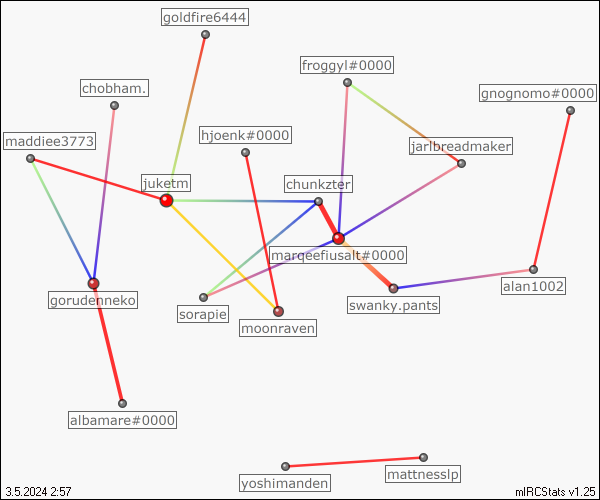 goldfire6444
froggyl#0000
chobham.
gnognomo#0000
hjoenk#0000
maddiee3773
jarlbreadmaker
juketm
chunkzter
marqeefiusalt#0000
alan1002
gorudenneko
swanky.pants
sorapie
moonraven
albamare#0000
mattnesslp
yoshimanden
3.5.2024 2:57
mIRCStats v1.25